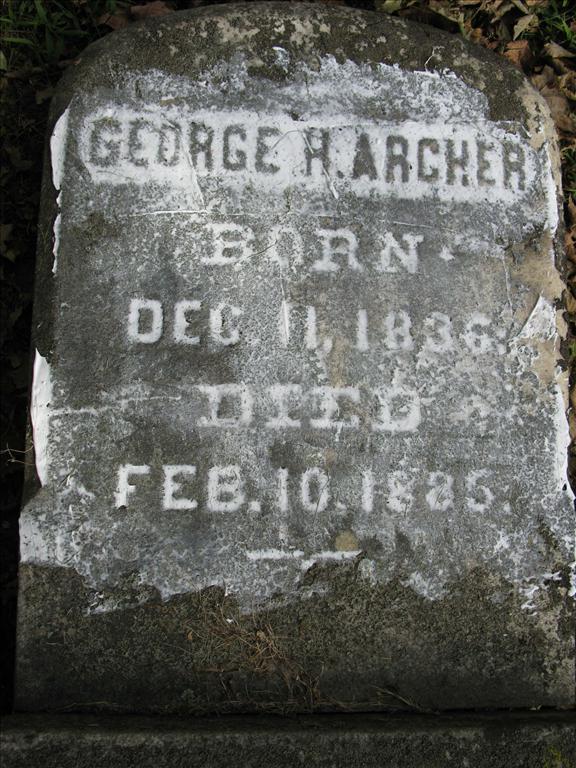 GEORGE H. ARCHER
BORN
DEC. 11, 1836.
DIED
FEB. 10. 1885.